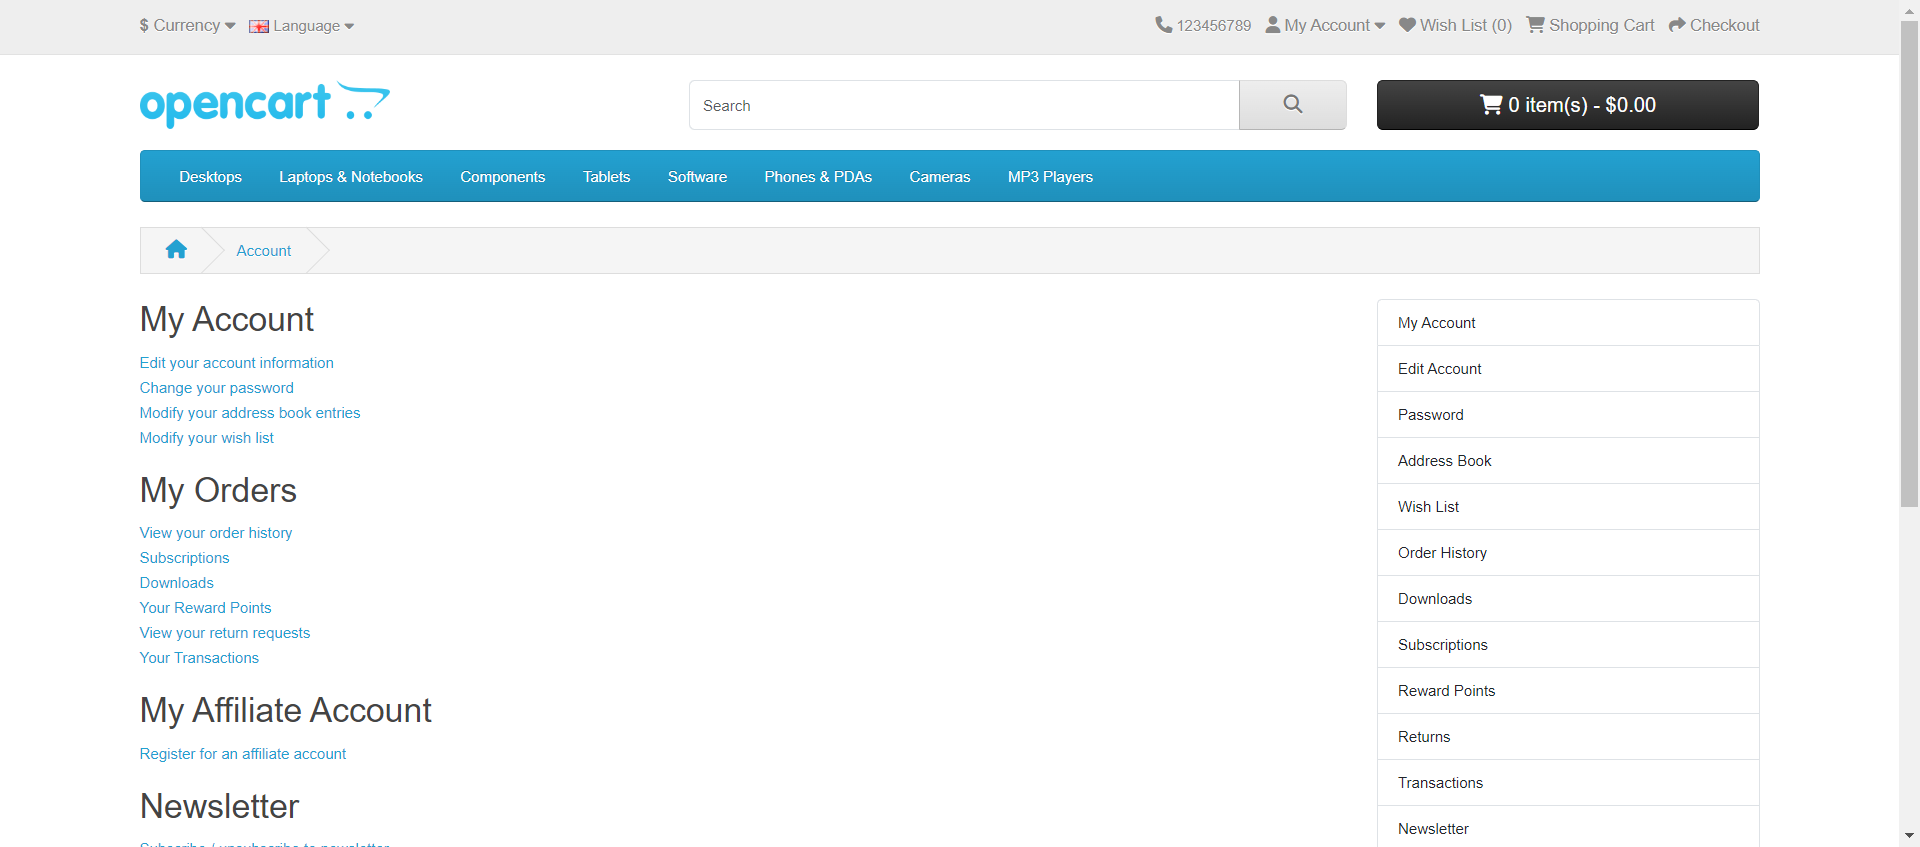 $ Currency
Language
123456789
My Account
Wish List (0)
Shopping Cart
Checkout
opencart
Search
0 item(s) - $0.00
Desktops
Laptops & Notebooks
Components
Tablets
Software
Phones & PDAs
Cameras
MP3 Players
Account
My Account
Edit your account information
Change your password
Modify your address book entries
Modify your wish list
My Orders
View your order history
Subscriptions
Downloads
Your Reward Points
View your return requests
Your Transactions
My Affiliate Account
Register for an affiliate account
Newsletter
Subscribe / unsubscribe to newsletter
My Account
Edit Account
Password
Address Book
Wish List
Order History
Downloads
Subscriptions
Reward Points
Returns
Transactions
Newsletter